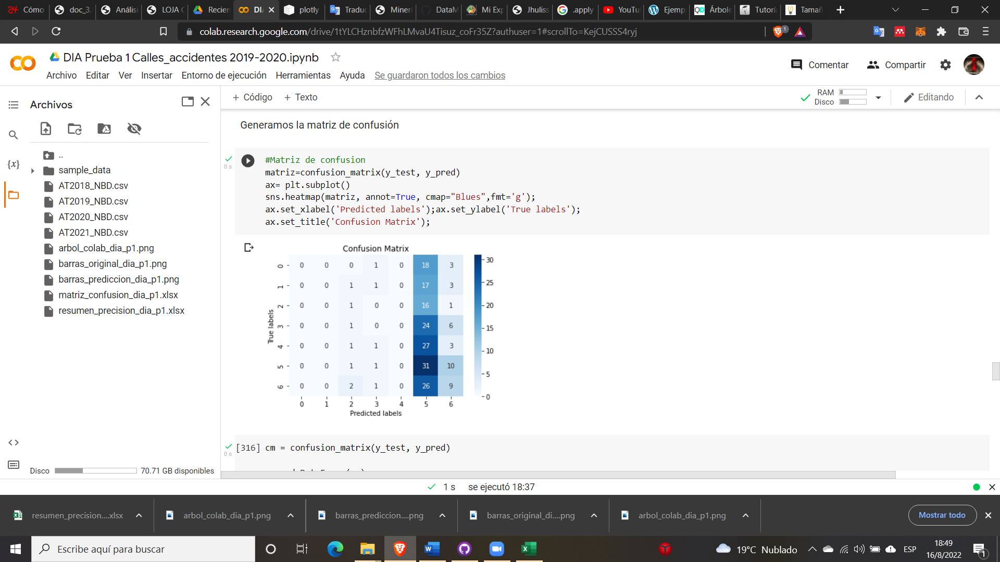 Cómo
doc_3.
Análisi
LOJA C
Recien
DIA
plotly
Traduc
Miner
DataM
Mi Exp
Jhuliss
.apply
YouTu
Ejemp
Árbole
Tutoría
Tamañ
colab.research.google.com/drive/1tYLCHznbfzWFhLMvaU4Tisuz_coFr35Z?authuser=1#scrollTo=KejCUSSS4ryj
DIA Prueba 1 Calles_accidentes 2019-2020.ipynb
Comentar
Compartir
Archivo Editar Ver Insertar Entorno de ejecución Herramientas Ayuda Se guardaron todos los cambios
Archivos
+ Código + Texto
RAM
Disco
Editando
..
sample_data
AT2018_NBD.csv
AT2019_NBD.csv
AT2020_NBD.csv
AT2021_NBD.csv
arbol_colab_dia_p1.png
barras_original_dia_p1.png
barras_prediccion_dia_p1.png
matriz_confusion_dia_p1.xlsx
resumen_precision_dia_p1.xlsx
Disco 70.71 GB disponibles
Generamos la matriz de confusión
0 s
#Matriz de confusion
matriz=confusion_matrix(y_test, y_pred)
ax= plt.subplot()
sns.heatmap(matriz, annot=True, cmap="Blues",fmt='g');
ax.set_xlabel('Predicted labels');ax.set_ylabel('True labels');
ax.set_title('Confusion Matrix');
Confusion Matrix
True labels
0 0 0 0 1 0 18 3
1 0 0 1 1 0 17 3
2 0 0 1 0 0 16 1
3 0 0 1 0 0 24 6
4 0 0 1 1 0 27 3
5 0 0 1 1 0 31 10
6 0 0 2 1 0 26 9
0 1 2 3 4 5 6
Predicted labels
30
25
20
15
10
5
0
0 s
[316] cm = confusion_matrix(y_test, y_pred)
1 s se ejecutó 18:37
resumen_precision....xlsx
arbol_colab_dia_p1.png
barras_prediccion....png
barras_original_di....png
arbol_colab_dia_p1.png
Mostrar todo
Escribe aquí para buscar
19°C Nublado
ESP
18:49
16/8/2022
1